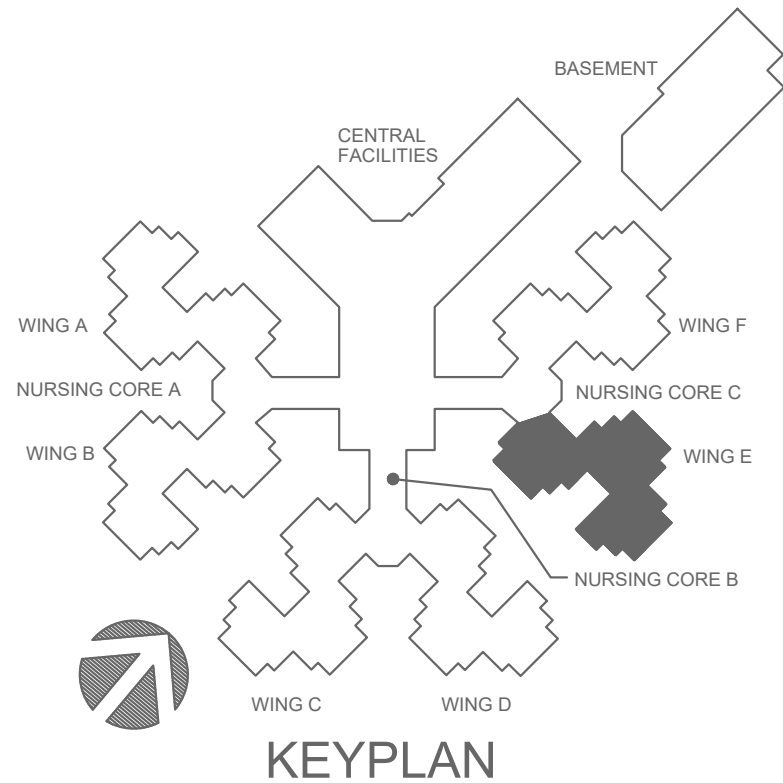 BASEMENT
CENTRAL
FACILITIES
WING A
WING F
NURSING CORE A
NURSING CORE C
WING B
WING E
NURSING CORE B
WING C
WING D
KEYPLAN